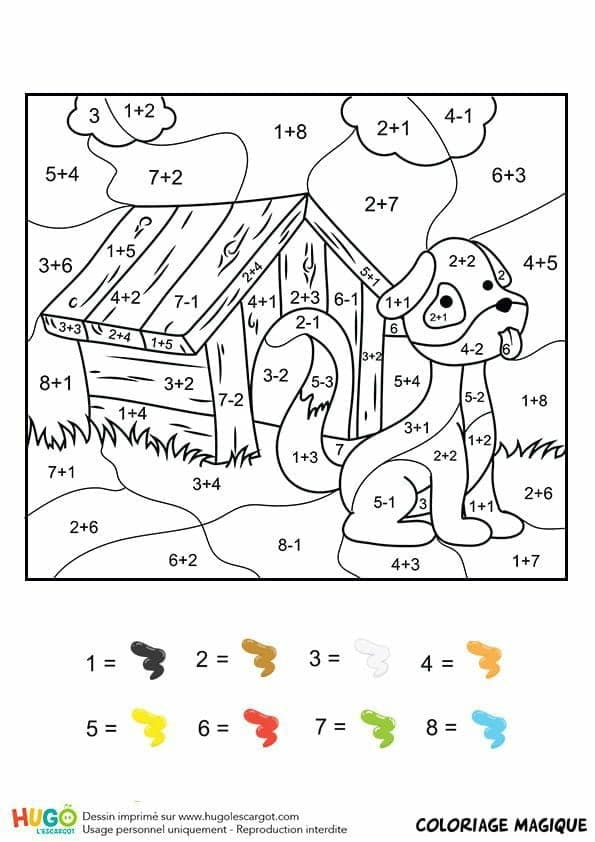 3 1+2 1+8 2+1 4-1
5+4 7+2 2+7 6+3
3+6 1+5 2+4 5+1 2+2 2 4+5
4+2 7-1 4+1 2+3 6-1 1+1 2+1
3+3 2+4 1+5 2-1 6 4-2 6
8+1 3+2 7-2 3-2 5-3 3+2 5+4 5-2 1+8
1+4 3+1 1+2
7+1 3+4 1+3 7 2+2 2+6
2+6 5-1 3 1+1
6+2 8-1 4+3 1+7
1 = 2 = 3 = 4 =
5 = 6 = 7 = 8 =
HUGO
L'ESCARGOT
Dessin imprimé sur www.hugolescargot.com
Usage personnel uniquement - Reproduction interdite
COLORIAGE MAGIQUE